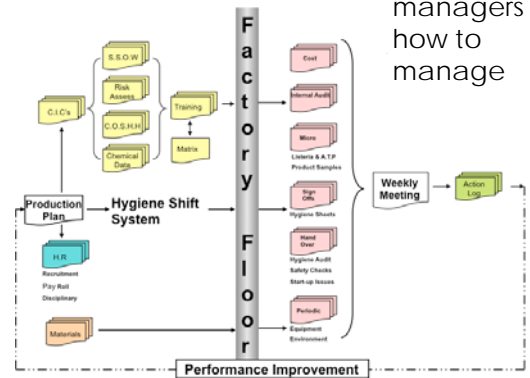 managers
how to
manage
S.S.O.W
Risk
Assess
C.O.S.H.H
Chemical
Data
C.I.C's
Training
Matrix
Production
Plan
Hygiene Shift
System
H.R
Recruitment
Pay Roll
Disciplinary
Materials
Factory Floor
Cost
Internal Audit
Micro
Listeria & A.T.P
Product Samples
Sign
Offs
Hygiene Sheets
Hand
Over
Hygiene Audit
Safety Checks
Start-up Issues
Periodic
Equipment
Environment
Weekly
Meeting
Action
Log
Performance Improvement